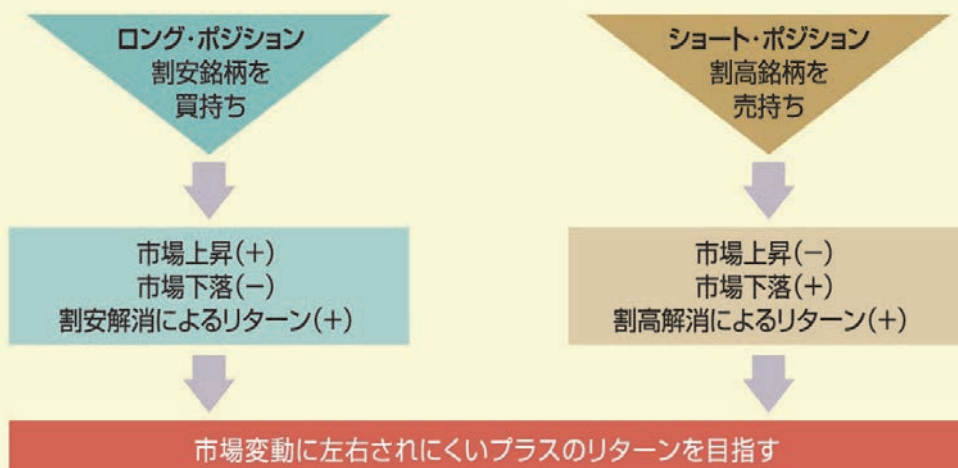 ロング・ポジション
割安銘柄を
買持ち
ショート・ポジション
割高銘柄を
売持ち
市場上昇(+)
市場下落(−)
割安解消によるリターン(+)
市場上昇(−)
市場下落(+)
割高解消によるリターン(+)
市場変動に左右されにくいプラスのリターンを目指す